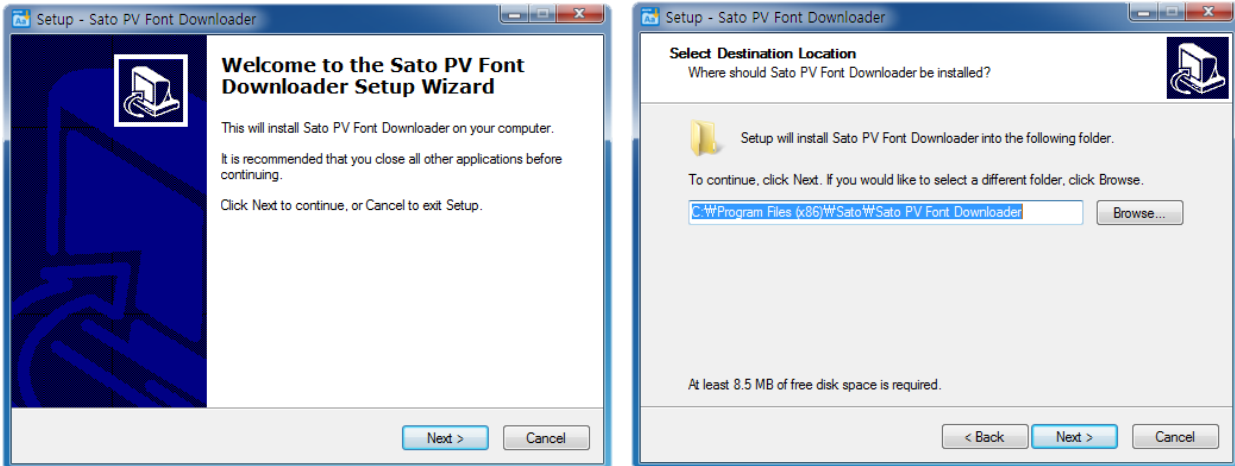 Setup - Sato PV Font Downloader
Welcome to the Sato PV Font
Downloader Setup Wizard
This will install Sato PV Font Downloader on your computer.
It is recommended that you close all other applications before
continuing.
Click Next to continue, or Cancel to exit Setup.
Next >
Cancel
Setup - Sato PV Font Downloader
Select Destination Location
Where should Sato PV Font Downloader be installed?
Setup will install Sato PV Font Downloader into the following folder.
To continue, click Next. If you would like to select a different folder, click Browse.
C:₩Program Files (x86)₩Sato₩Sato PV Font Downloader
Browse...
At least 8.5 MB of free disk space is required.
< Back
Next >
Cancel